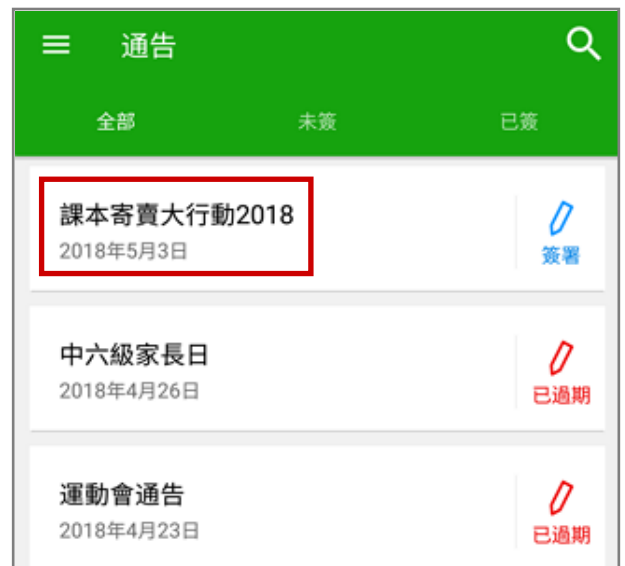 通告
全部 未簽 已簽
課本寄賣大行動2018
2018年5月3日
簽署
中六級家長日
2018年4月26日
已過期
運動會通告
2018年4月23日
已過期